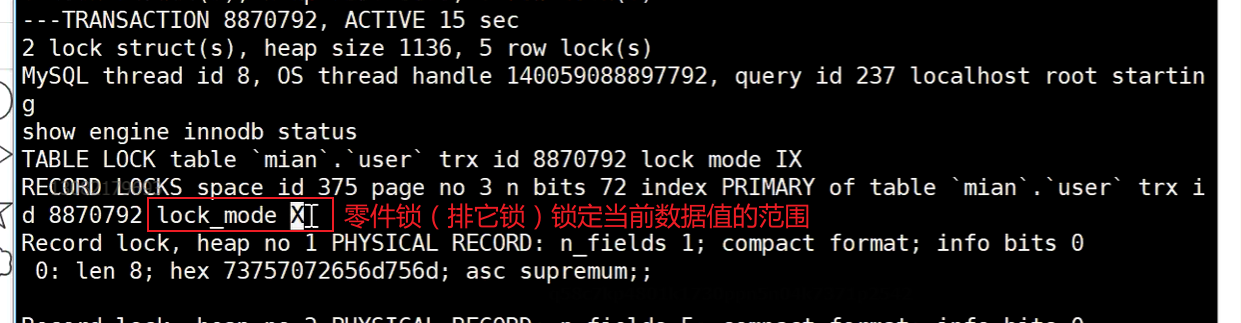 ---TRANSACTION 8870792, ACTIVE 15 sec
2 lock struct(s), heap size 1136, 5 row lock(s)
MySQL thread id 8, OS thread handle 140059088897792, query id 237 localhost root startin
g
show engine innodb status
TABLE LOCK table `mian`.`user` trx id 8870792 lock mode IX
RECORD LOCKS space id 375 page no 3 n bits 72 index PRIMARY of table `mian`.`user` trx i
d 8870792 lock_mode X 零件锁（排它锁）锁定当前数据值的范围
Record lock, heap no 1 PHYSICAL RECORD: n_fields 1; compact format; info bits 0
0: len 8; hex 73757072656d756d; asc supremum;;